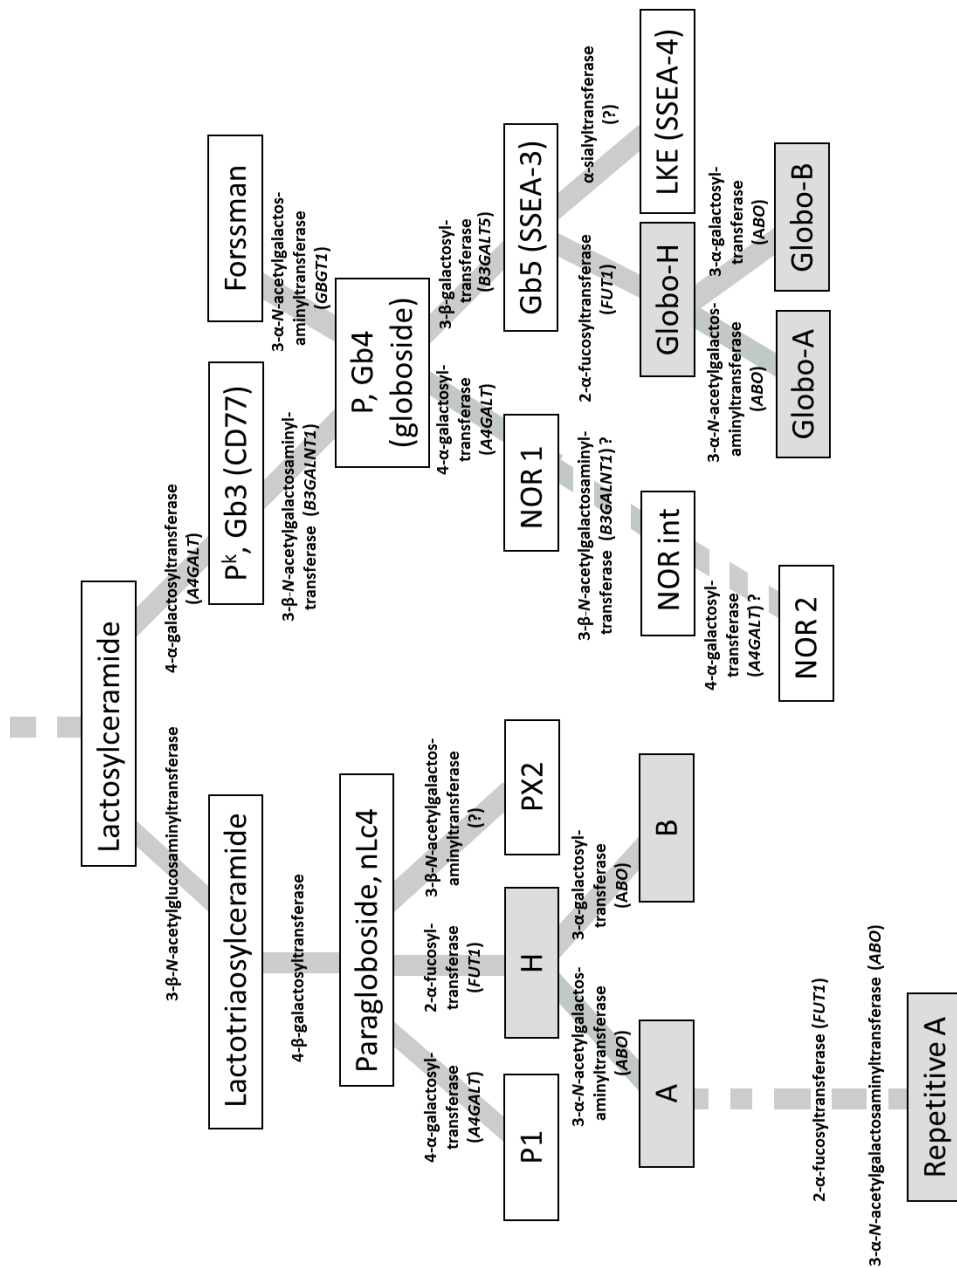 Lactosylceramide
3-β-N-acetylglucosaminyltransferase
4-α-galactosyltransferase
(A4GALT)
Lactotriaosylceramide
Pk, Gb3 (CD77)
Forssman
4-β-galactosyltransferase
3-β-N-acetylgalactosaminyl-
transferase (B3GALNT1)
3-α-N-acetylgalactos-
aminyltransferase
(GBGT1)
Paragloboside, nLc4
P, Gb4
(globoside)
4-α-galactosyl-
transferase
(A4GALT)
2-α-fucosyl-
transferase
(FUT1)
3-β-N-acetylgalactos-
aminyltransferase
(?)
4-α-galactosyl-
transferase
(A4GALT)
3-β-galactosyl-
transferase
(B3GALT5)
P1
H
PX2
NOR 1
Gb5 (SSEA-3)
3-α-N-acetylgalactos-
aminyltransferase
(ABO)
3-α-galactosyl-
transferase
(ABO)
3-β-N-acetylgalactosaminyl-
transferase (B3GALNT1)?
2-α-fucosyltransferase
(FUT1)
α-sialyltransferase
(?)
A
B
NOR int
Globo-H
LKE (SSEA-4)
4-α-galactosyl-
transferase
(A4GALT)?
3-α-N-acetylgalactos-
aminyltransferase
(ABO)
3-α-galactosyl-
transferase
(ABO)
NOR 2
Globo-A
Globo-B
2-α-fucosyltransferase (FUT1)
3-α-N-acetylgalactosaminyltransferase (ABO)
Repetitive A